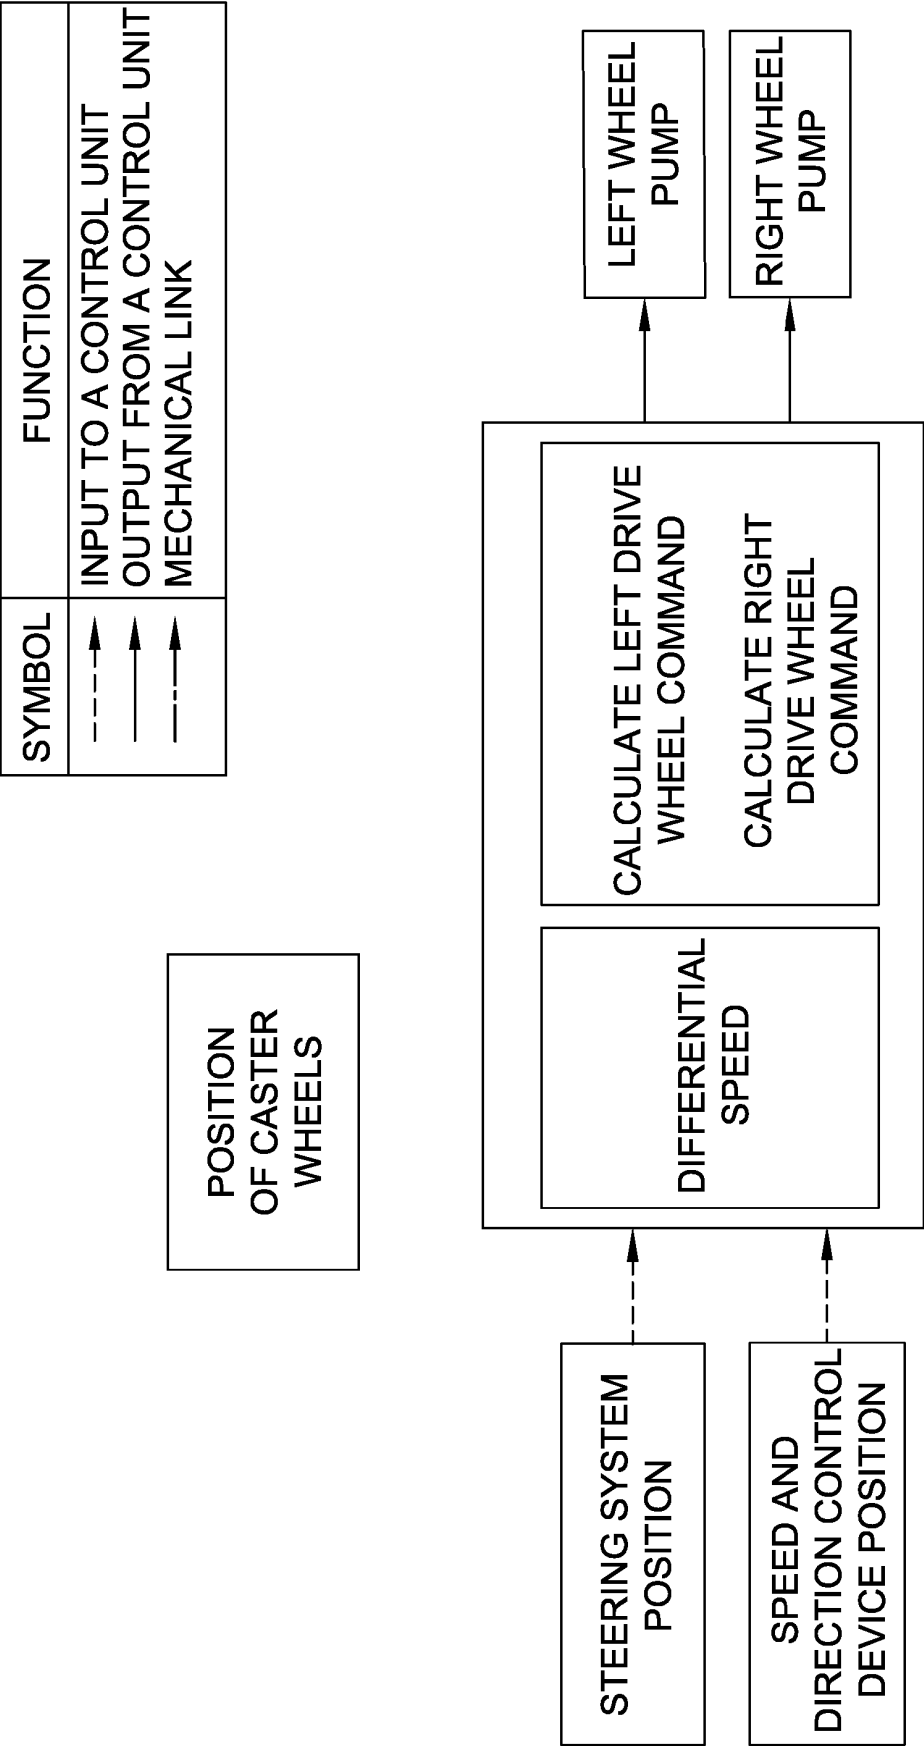 SYMBOL
FUNCTION
INPUT TO A CONTROL UNIT
OUTPUT FROM A CONTROL UNIT
MECHANICAL LINK
POSITION
OF CASTER
WHEELS
STEERING SYSTEM
POSITION
SPEED AND
DIRECTION CONTROL
DEVICE POSITION
DIFFERENTIAL
SPEED
CALCULATE LEFT DRIVE
WHEEL COMMAND
CALCULATE RIGHT
DRIVE WHEEL
COMMAND
LEFT WHEEL
PUMP
RIGHT WHEEL
PUMP